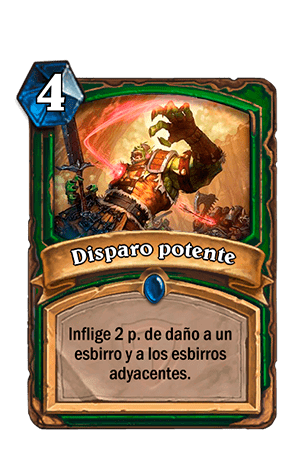 4
Disparo potente
Inflige 2 p. de daño a un
esbirro y a los esbirros
adyacentes.